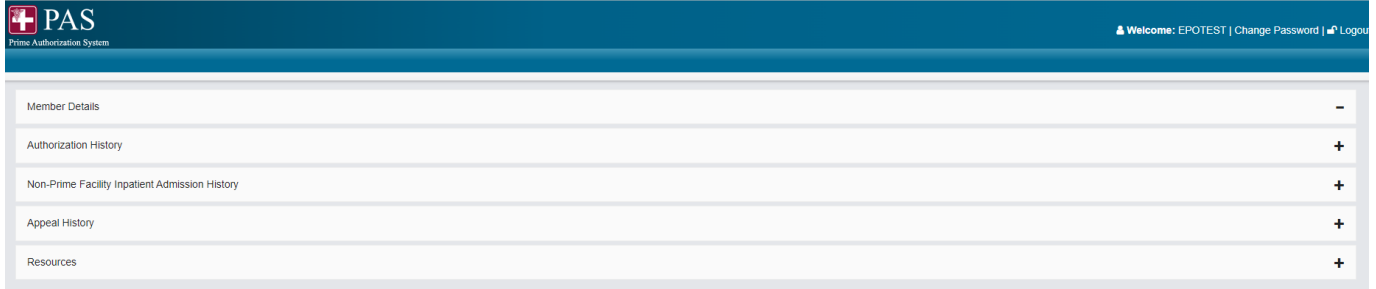 PAS
Prime Authorization System
Welcome: EPOTEST | Change Password | Logou
Member Details
Authorization History
Non-Prime Facility Inpatient Admission History
Appeal History
Resources